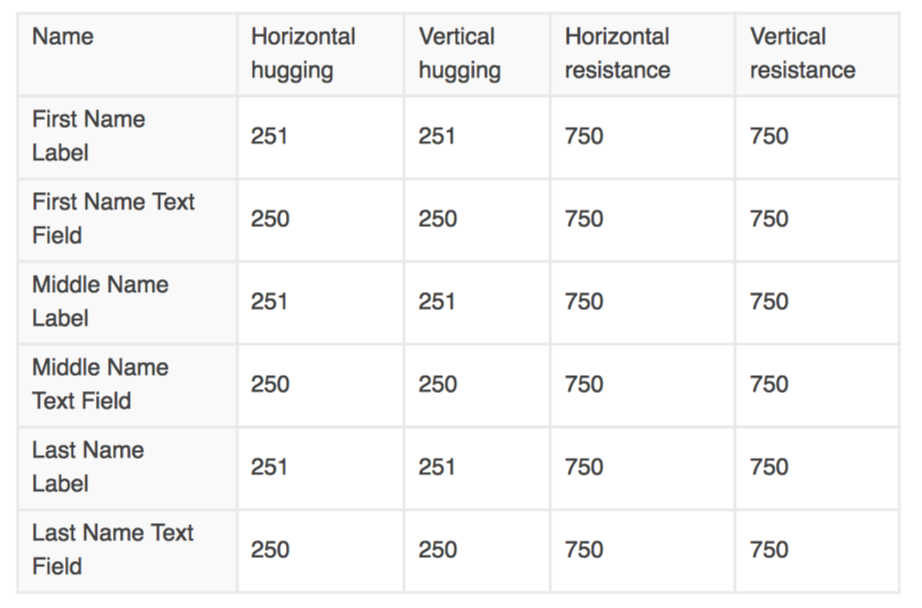 Name Horizontal hugging Vertical hugging Horizontal resistance Vertical resistance
First Name Label 251 251 750 750
First Name Text Field 250 250 750 750
Middle Name Label 251 251 750 750
Middle Name Text Field 250 250 750 750
Last Name Label 251 251 750 750
Last Name Text Field 250 250 750 750